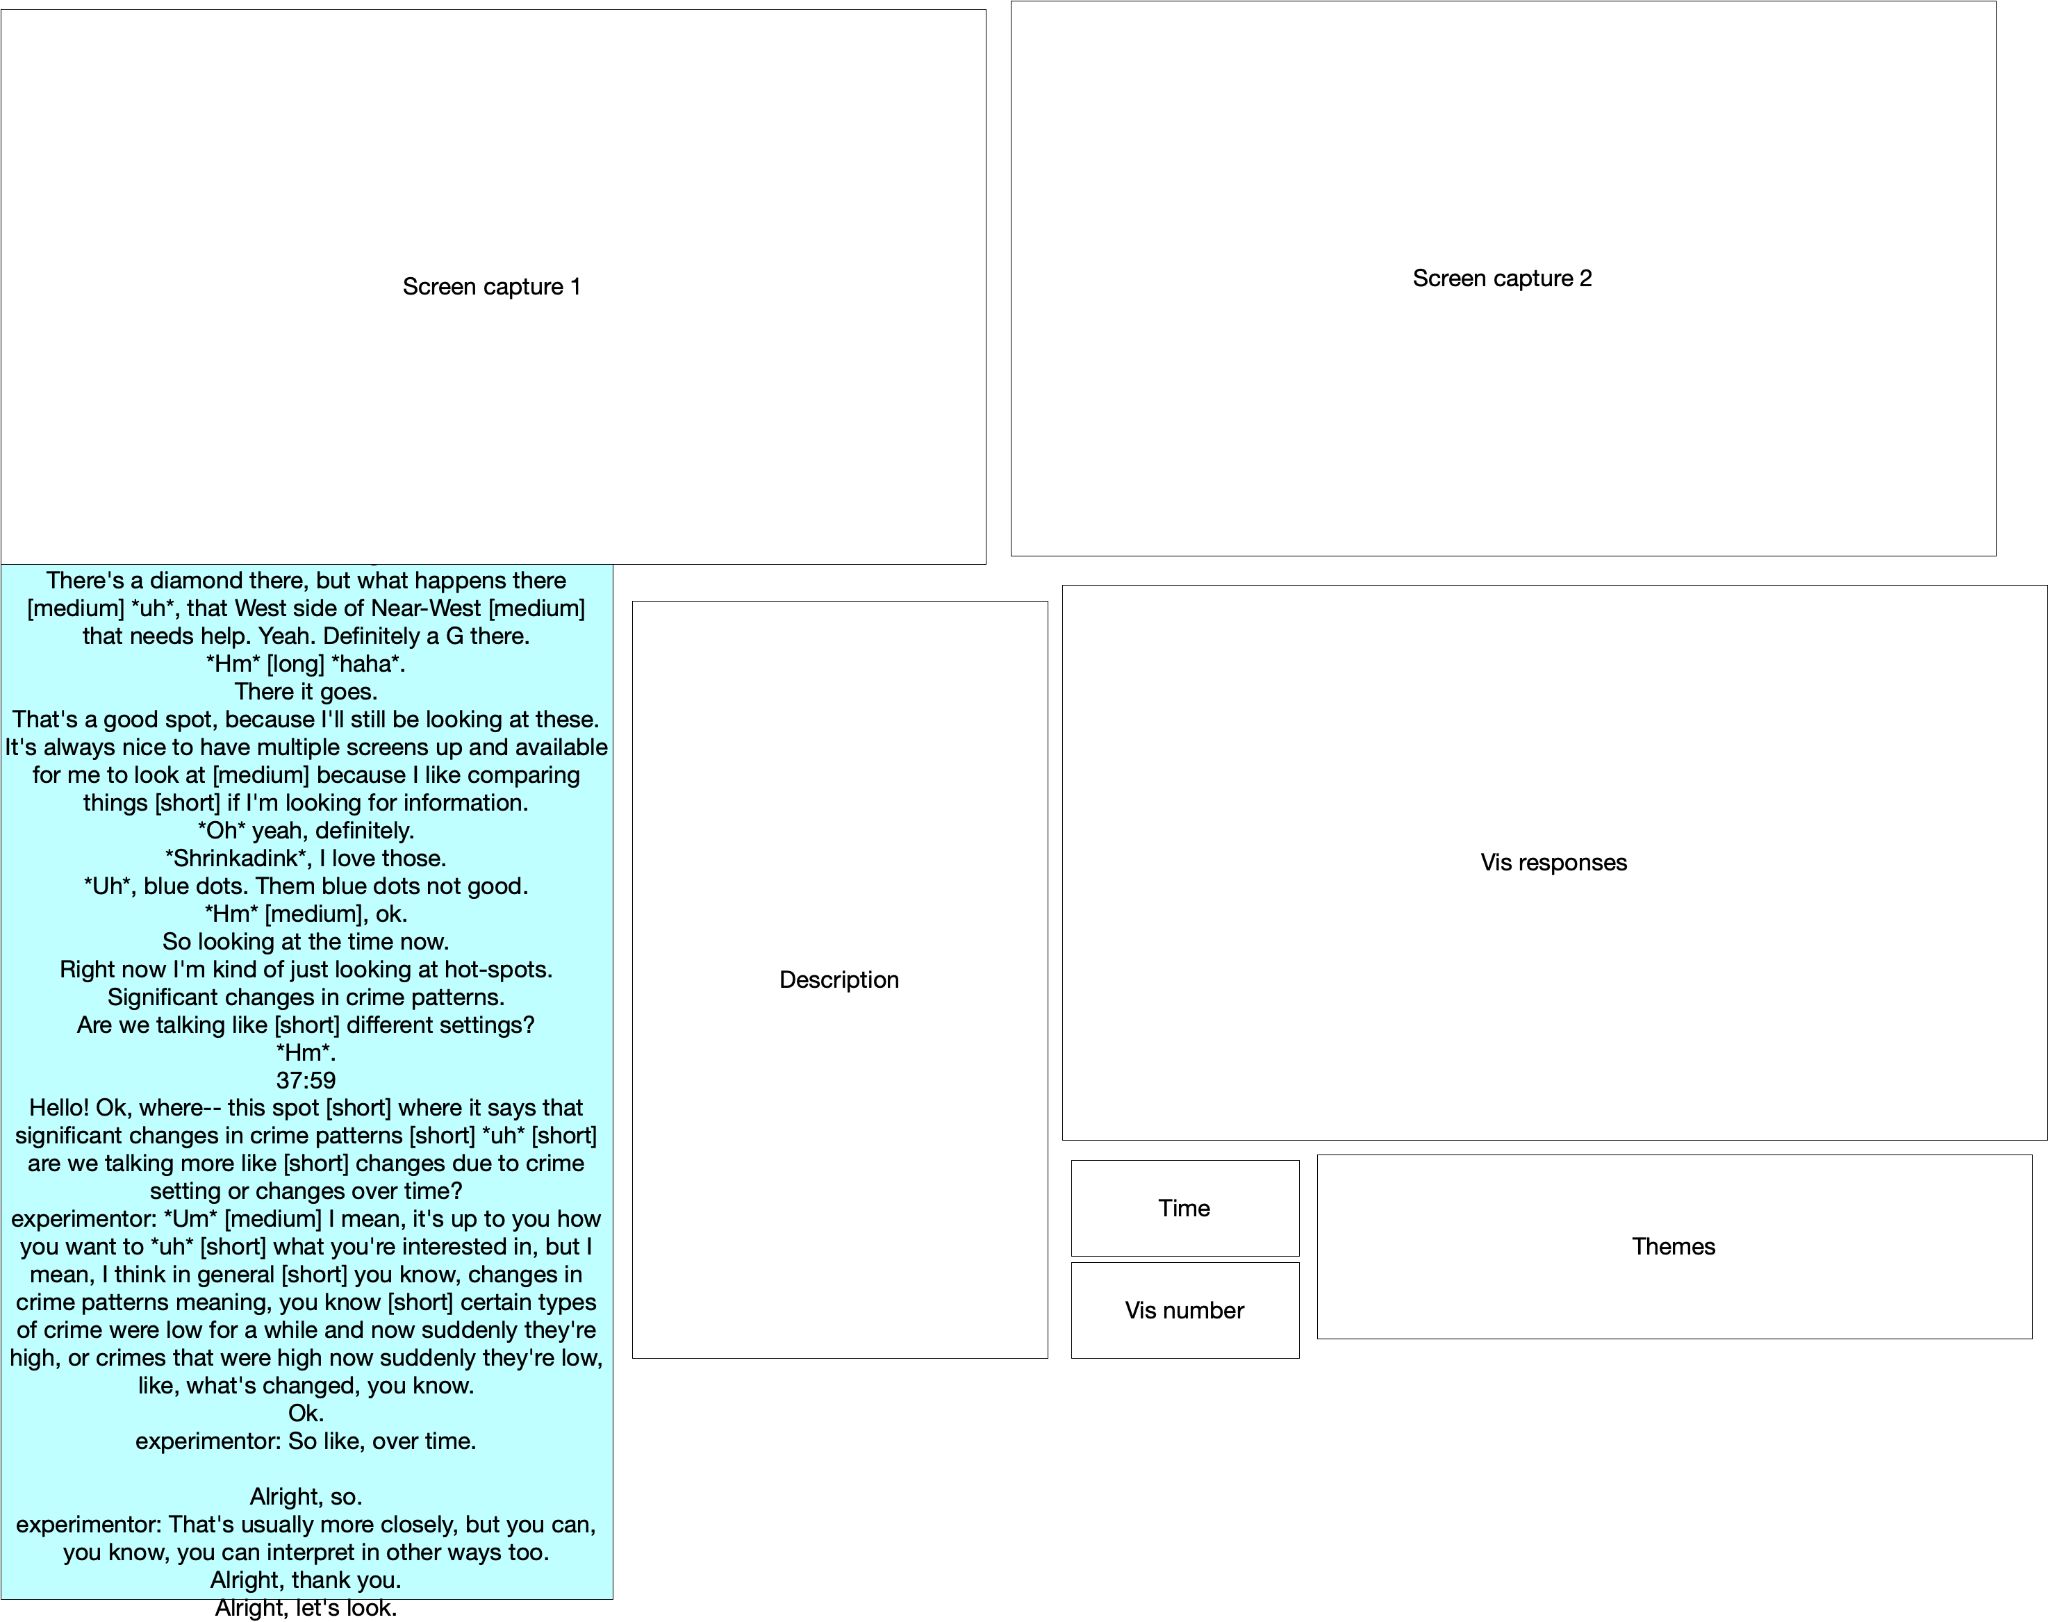 Screen capture 1
Screen capture 2
There's a diamond there, but what happens there
[medium] *uh*, that West side of Near-West [medium]
that needs help. Yeah. Definitely a G there.
*Hm* [long] *haha*.
There it goes.
That's a good spot, because I'll still be looking at these.
It's always nice to have multiple screens up and available
for me to look at [medium] because I like comparing
things [short] if I'm looking for information.
*Oh* yeah, definitely.
*Shrinkadink*, I love those.
*Uh*, blue dots. Them blue dots not good.
*Hm* [medium], ok.
So looking at the time now.
Right now I'm kind of just looking at hot-spots.
Significant changes in crime patterns.
Are we talking like [short] different settings?
*Hm*.
37:59
Hello! Ok, where-- this spot [short] where it says that
significant changes in crime patterns [short] *uh* [short]
are we talking more like [short] changes due to crime
setting or changes over time?
experimentor: *Um* [medium] I mean, it's up to you how
you want to *uh* [short] what you're interested in, but I
mean, I think in general [short] you know, changes in
crime patterns meaning, you know [short] certain types
of crime were low for a while and now suddenly they're
high, or crimes that were high now suddenly they're low,
like, what's changed, you know.
Ok.
experimentor: So like, over time.
Alright, so.
experimentor: That's usually more closely, but you can,
you know, you can interpret in other ways too.
Alright, thank you.
Alright, let's look.
Description
Vis responses
Time
Vis number
Themes